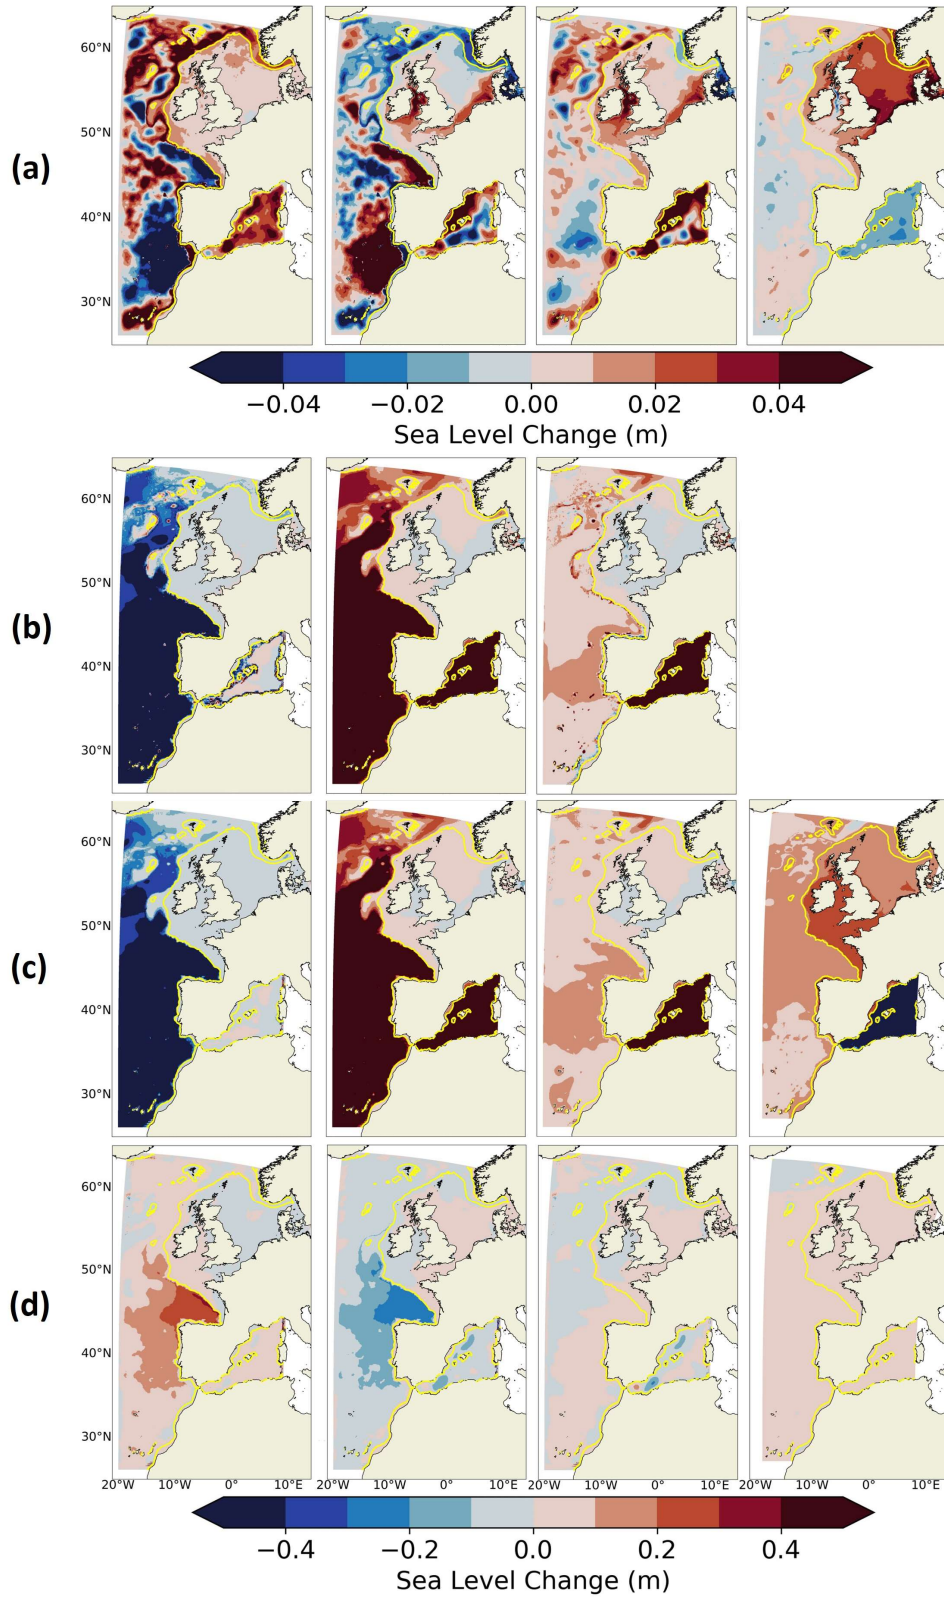 60°N
50°N
(a)
40°N
30°N
−0.04 −0.02 0.00 0.02 0.04
Sea Level Change (m)
60°N
50°N
(b)
40°N
30°N
60°N
50°N
(c)
40°N
30°N
60°N
50°N
(d)
40°N
30°N
20°W 10°W 0° 10°E 20°W 10°W 0° 10°E 20°W 10°W 0° 10°E 20°W 10°W 0° 10°E
−0.4 −0.2 0.0 0.2 0.4
Sea Level Change (m)